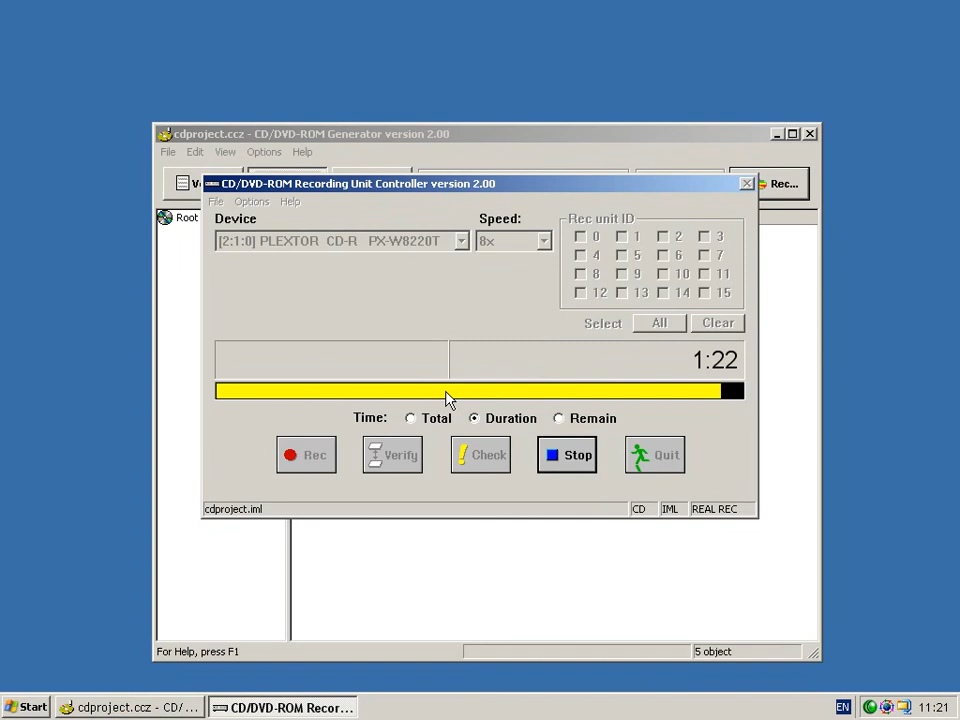 cdproject.ccz - CD/DVD-ROM Generator version 2.00
File Edit View Options Help
Rec...
Root
CD/DVD-ROM Recording Unit Controller version 2.00
File Options Help
Device Speed: Rec unit ID
[2:1:0] PLEXTOR CD-R PX-W8220T 8x
0 1 2 3
4 5 6 7
8 9 10 11
12 13 14 15
Select All Clear
1:22
Time: Total Duration Remain
Rec Verify Check Stop Quit
cdproject.iml CD IML REAL REC
For Help, press F1 5 object
Start cdproject.ccz - CD/... CD/DVD-ROM Recor... EN 11:21